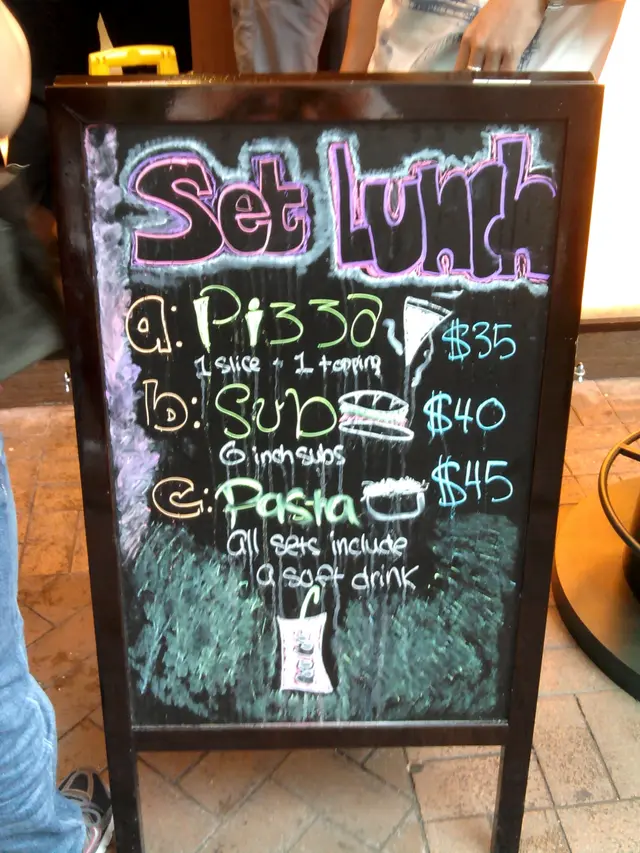 Set Lunch
a: Pizza $35
1 slice + 1 topping
b: Sub $40
6 inch subs
c: Pasta $45
all sets include
a soft drink.